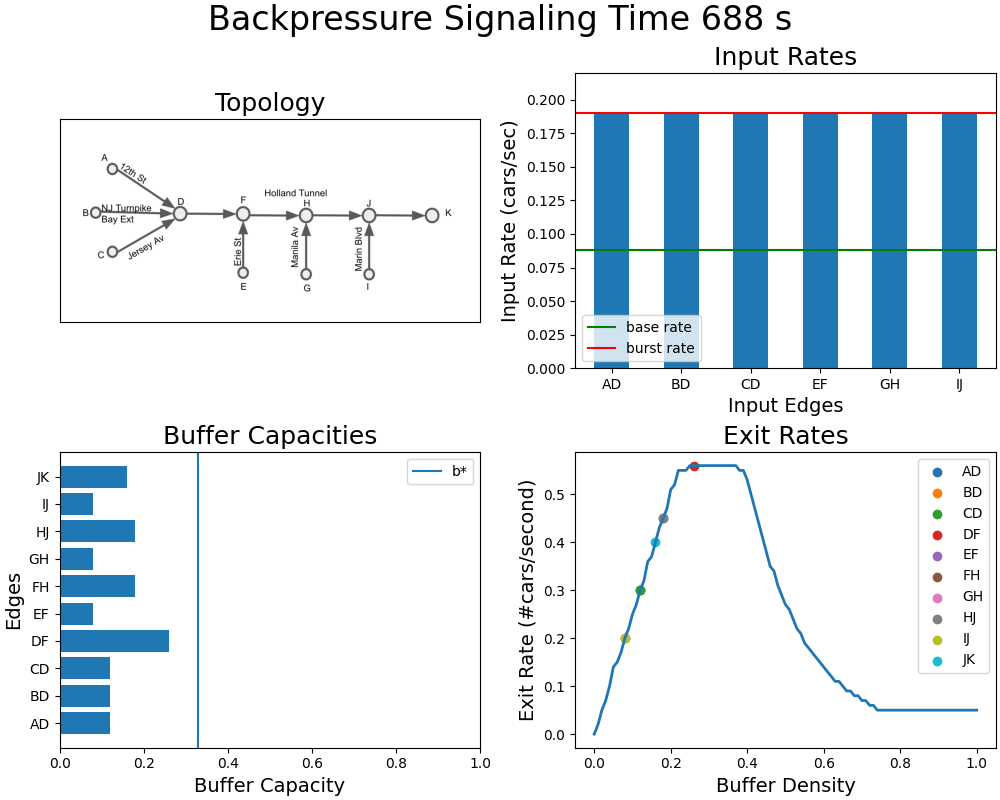 Backpressure Signaling Time 688 s
Topology
A
12th St
B
NJ Turnpike
Bay Ext
C
Jersey Av
D
F
Holland Tunnel
H
J
K
Erie St
Manila Av
Marin Blvd
E
G
I
Input Rates
Input Rate (cars/sec)
0.200
0.175
0.150
0.125
0.100
0.075
0.050
0.025
0.000
base rate
burst rate
AD BD CD EF GH IJ
Input Edges
Buffer Capacities
Edges
JK
IJ
HJ
GH
FH
EF
DF
CD
BD
AD
b*
0.0 0.2 0.4 0.6 0.8 1.0
Buffer Capacity
Exit Rates
Exit Rate (#cars/second)
0.5
0.4
0.3
0.2
0.1
0.0
AD
BD
CD
DF
EF
FH
GH
HJ
IJ
JK
0.0 0.2 0.4 0.6 0.8 1.0
Buffer Density